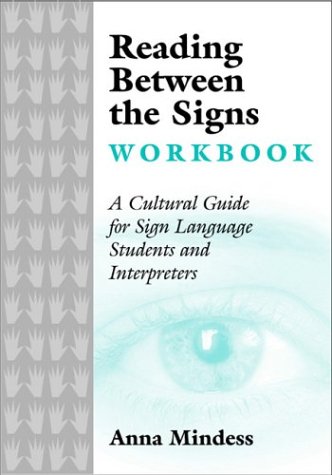 Reading
Between
the Signs
WORKBOOK
A Cultural Guide
for Sign Language
Students and
Interpreters
Anna Mindess